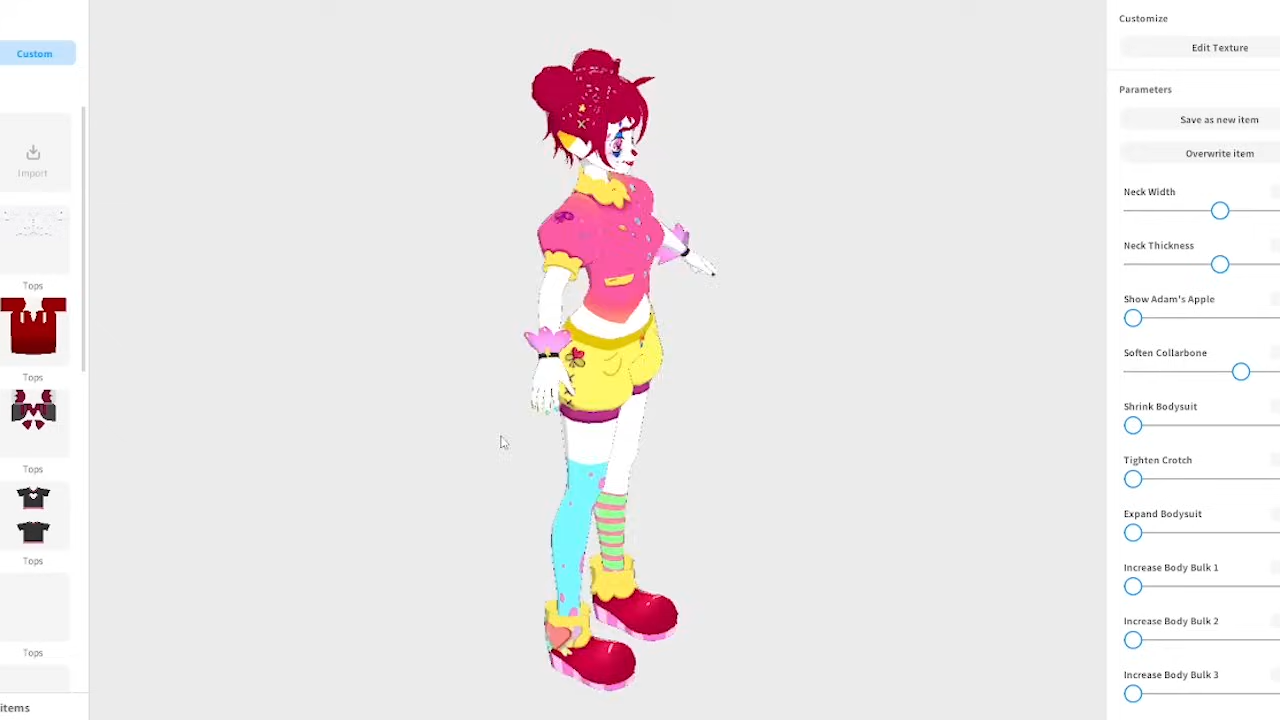 Custom
Import
Tops
Tops
Tops
Tops
Tops
items
Customize
Edit Texture
Parameters
Save as new item
Overwrite item
Neck Width
Neck Thickness
Show Adam's Apple
Soften Collarbone
Shrink Bodysuit
Tighten Crotch
Expand Bodysuit
Increase Body Bulk 1
Increase Body Bulk 2
Increase Body Bulk 3